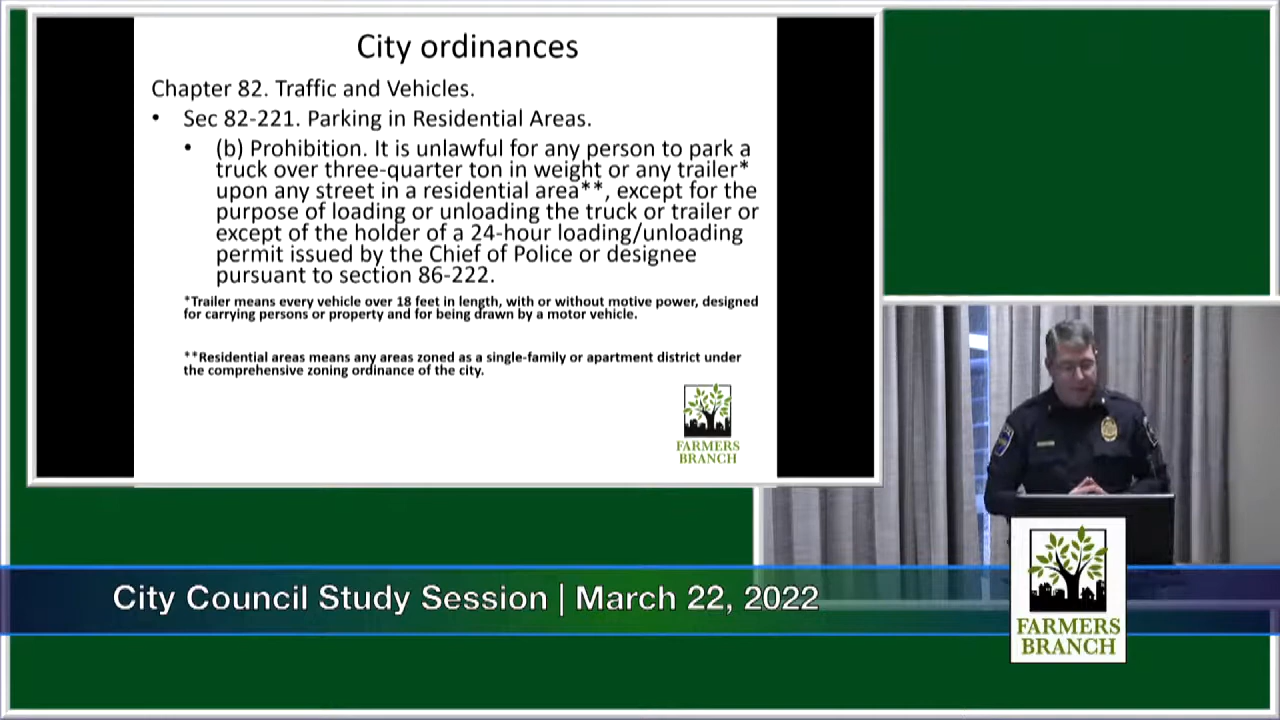 City ordinances
Chapter 82. Traffic and Vehicles.
• Sec 82-221. Parking in Residential Areas.
• (b) Prohibition. It is unlawful for any person to park a
truck over three-quarter ton in weight or any trailer*
upon any street in a residential area**, except for the
purpose of loading or unloading the truck or trailer or
except of the holder of a 24-hour loading/unloading
permit issued by the Chief of Police or designee
pursuant to section 86-222.
*Trailer means every vehicle over 18 feet in length, with or without motive power, designed
for carrying persons or property and for being drawn by a motor vehicle.
**Residential areas means any areas zoned as a single-family or apartment district under
the comprehensive zoning ordinance of the city.
FARMERS
BRANCH
City Council Study Session | March 22, 2022
FARMERS
BRANCH